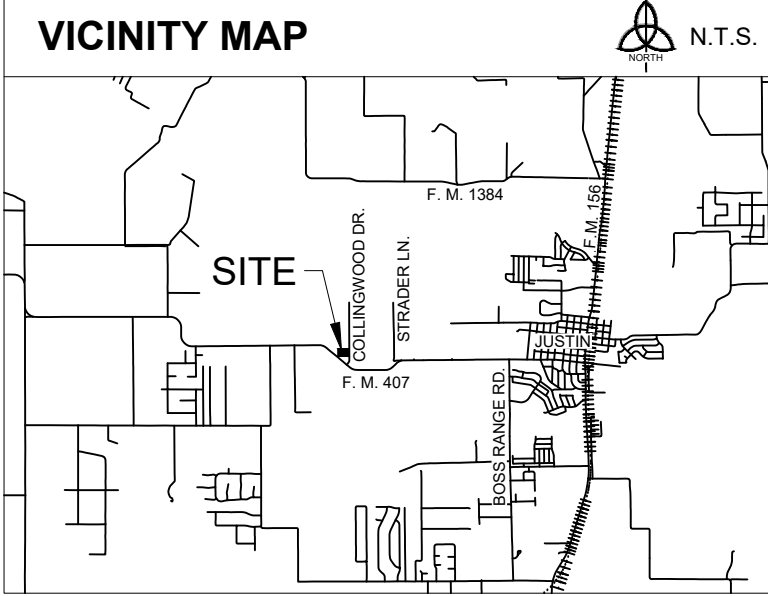 VICINITY MAP
N.T.S.
NORTH
F. M. 1384
F.M. 156
COLLINGWOOD DR.
STRADER LN.
SITE
JUSTIN
F. M. 407
BOSS RANGE RD.